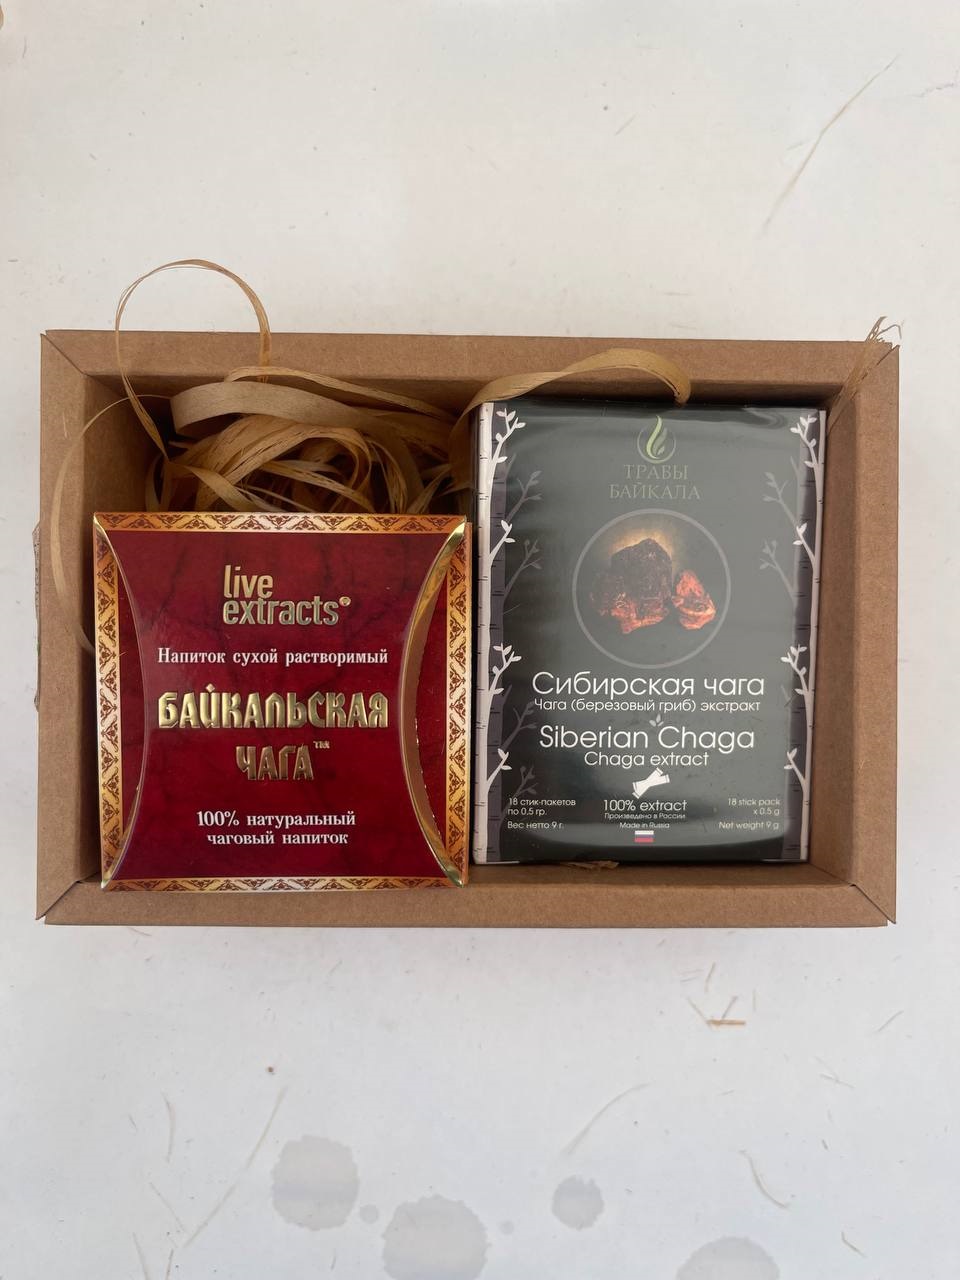 live
extracts®
Напиток сухой растворимый
БАЙКАЛЬСКАЯ
ЧАГА™
100% натуральный
чаговый напиток
ТРАВЫ
БАЙКАЛА
Сибирская чага
Чага (березовый гриб) экстракт
Siberian Chaga
Chaga extract
18 стик-пакетов
по 0,5 гр.
Вес нетто 9 г.
100% extract
Произведено в России
Made in Russia
18 stick pack
x 0.5 g
Net weight 9 g